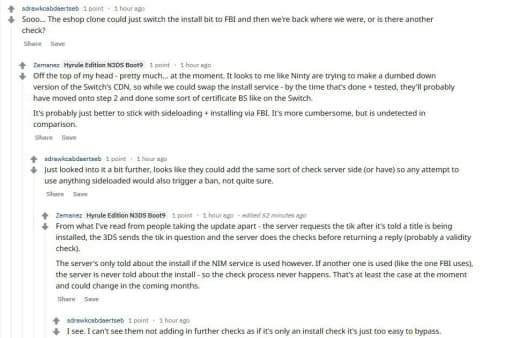 sdrawkcabdaertseb 1 point · 1 hour ago
Sooo... The eshop clone could just switch the install bit to FBI and then we're back where we were, or is there another
check?
Share Save
Zemanez Hyrule Edition N3DS Boot9 1 point · 1 hour ago
Off the top of my head - pretty much... at the moment. It looks to me like Ninty are trying to make a dumbed down
version of the Switch's CDN, so while we could swap the install service - by the time that's done + tested, they'll probably
have moved onto step 2 and done some sort of certificate BS like on the Switch.
It's probably just better to stick with sideloading + installing via FBI. It's more cumbersome, but is undetected in
comparison.
Share Save
sdrawkcabdaertseb 1 point · 1 hour ago
Just looked into it a bit further, looks like they could add the same sort of check server side (or have) so any attempt to
use anything sideloaded would also trigger a ban, not quite sure.
Share Save
Zemanez Hyrule Edition N3DS Boot9 1 point · 1 hour ago · edited 52 minutes ago
From what I've read from people taking the update apart - the server requests the tik after it's told a title is being
installed, the 3DS sends the tik in question and the server does the checks before returning a reply (probably a validity
check).
The server's only told about the install if the NIM service is used however. If another one is used (like the one FBI uses),
the server is never told about the install - so the check process never happens. That's at least the case at the moment
and could change in the coming months.
Share Save
sdrawkcabdaertseb 1 point · 1 hour ago
I see. I can't see them not adding in further checks as if it's only an install check it's just too easy to bypass.